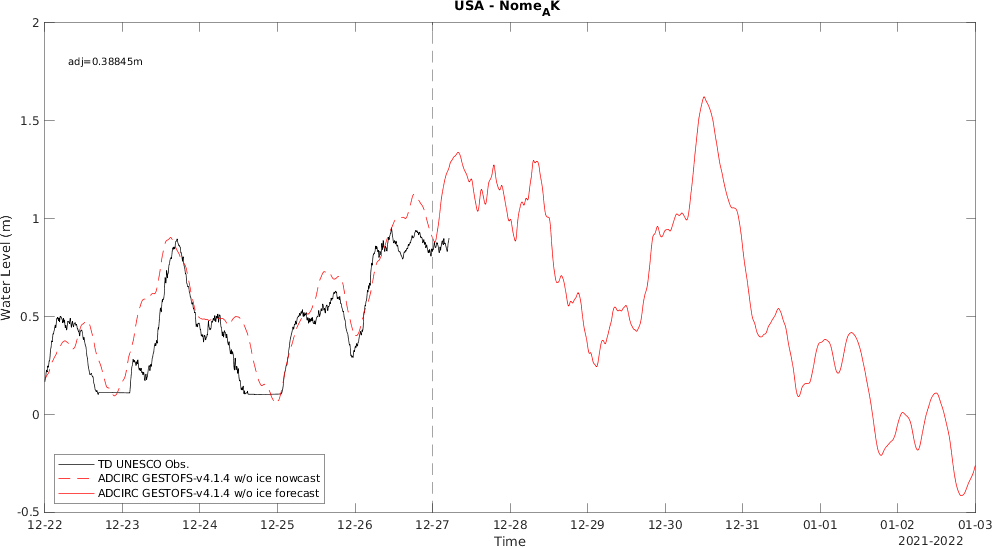 USA - Nome_AK
2
adj=0.38845m
1.5
1
Water Level (m)
0.5
0
TD UNESCO Obs.
ADCIRC GESTOFS-v4.1.4 w/o ice nowcast
ADCIRC GESTOFS-v4.1.4 w/o ice forecast
-0.5
12-22 12-23 12-24 12-25 12-26 12-27 12-28 12-29 12-30 12-31 01-01 01-02 01-03
Time
2021-2022